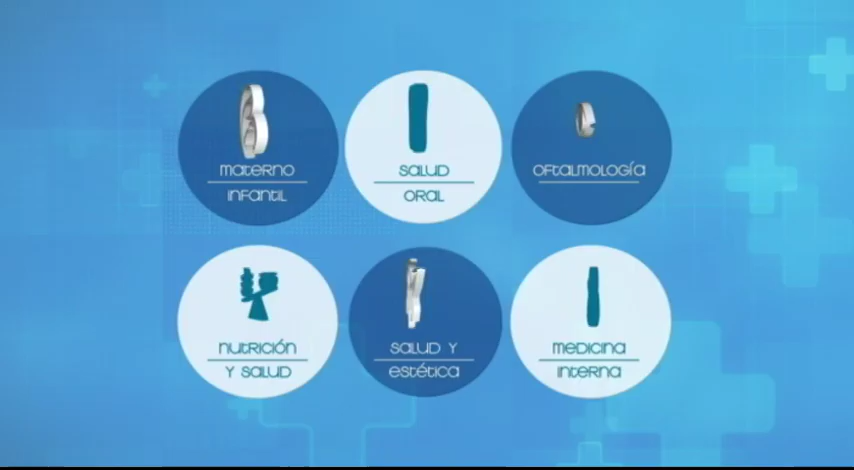 materno
infantil
salud
oral
oftalmología
nutrición
y salud
salud y
estética
medicina
interna